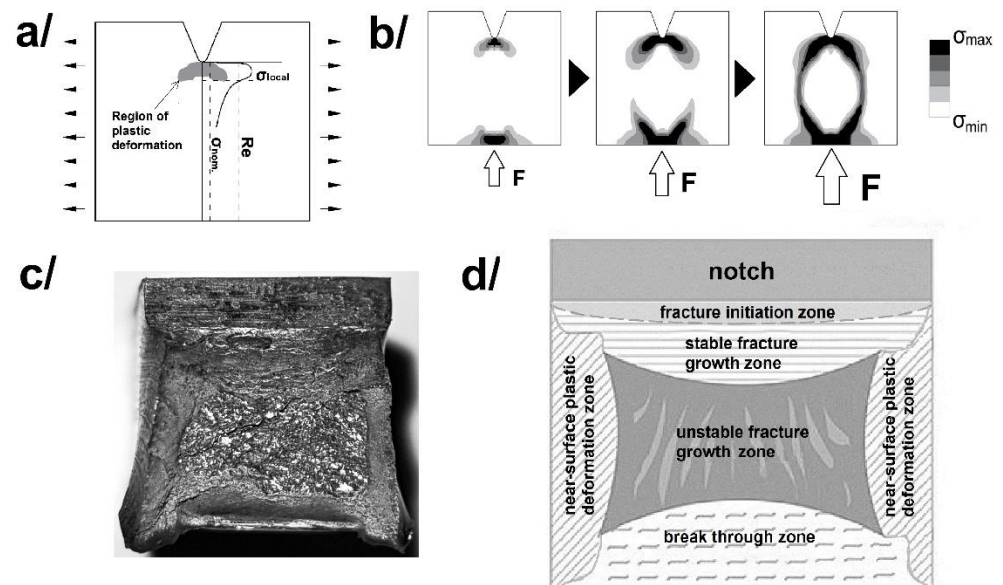 a/
σlocal
Region of
plastic
deformation
σnom.
Re
b/
σmax
σmin
F
F
F
c/
d/
notch
fracture initiation zone
stable fracture
growth zone
near-surface plastic
deformation zone
unstable fracture
growth zone
near-surface plastic
deformation zone
break through zone